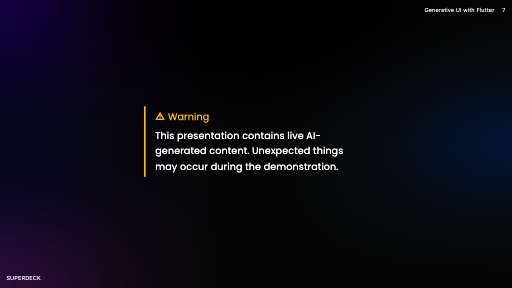 Generative UI with Flutter 7
⚠ Warning
This presentation contains live AI-
generated content. Unexpected things
may occur during the demonstration.
SUPERDECK